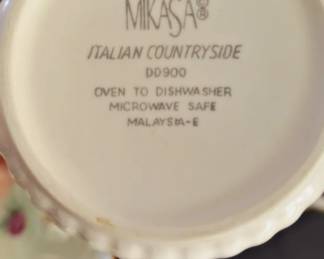 MIKASA®
ITALIAN COUNTRYSIDE
DD900
OVEN TO DISHWASHER
MICROWAVE SAFE
MALAYSIA-E